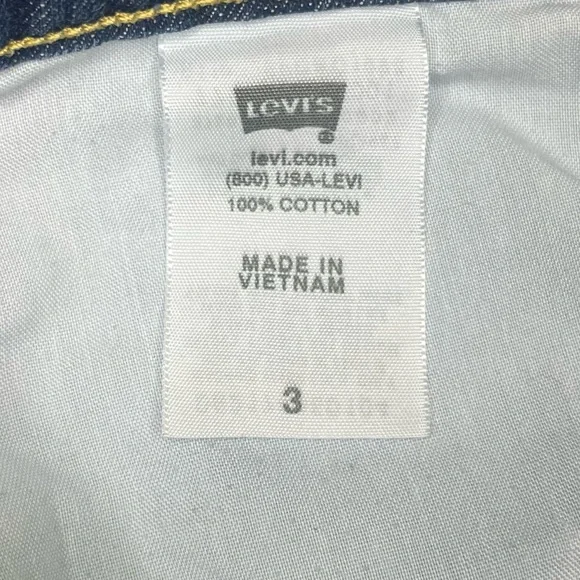 LEVI'S
levi.com
(800) USA-LEVI
100% COTTON
MADE IN
VIETNAM
3